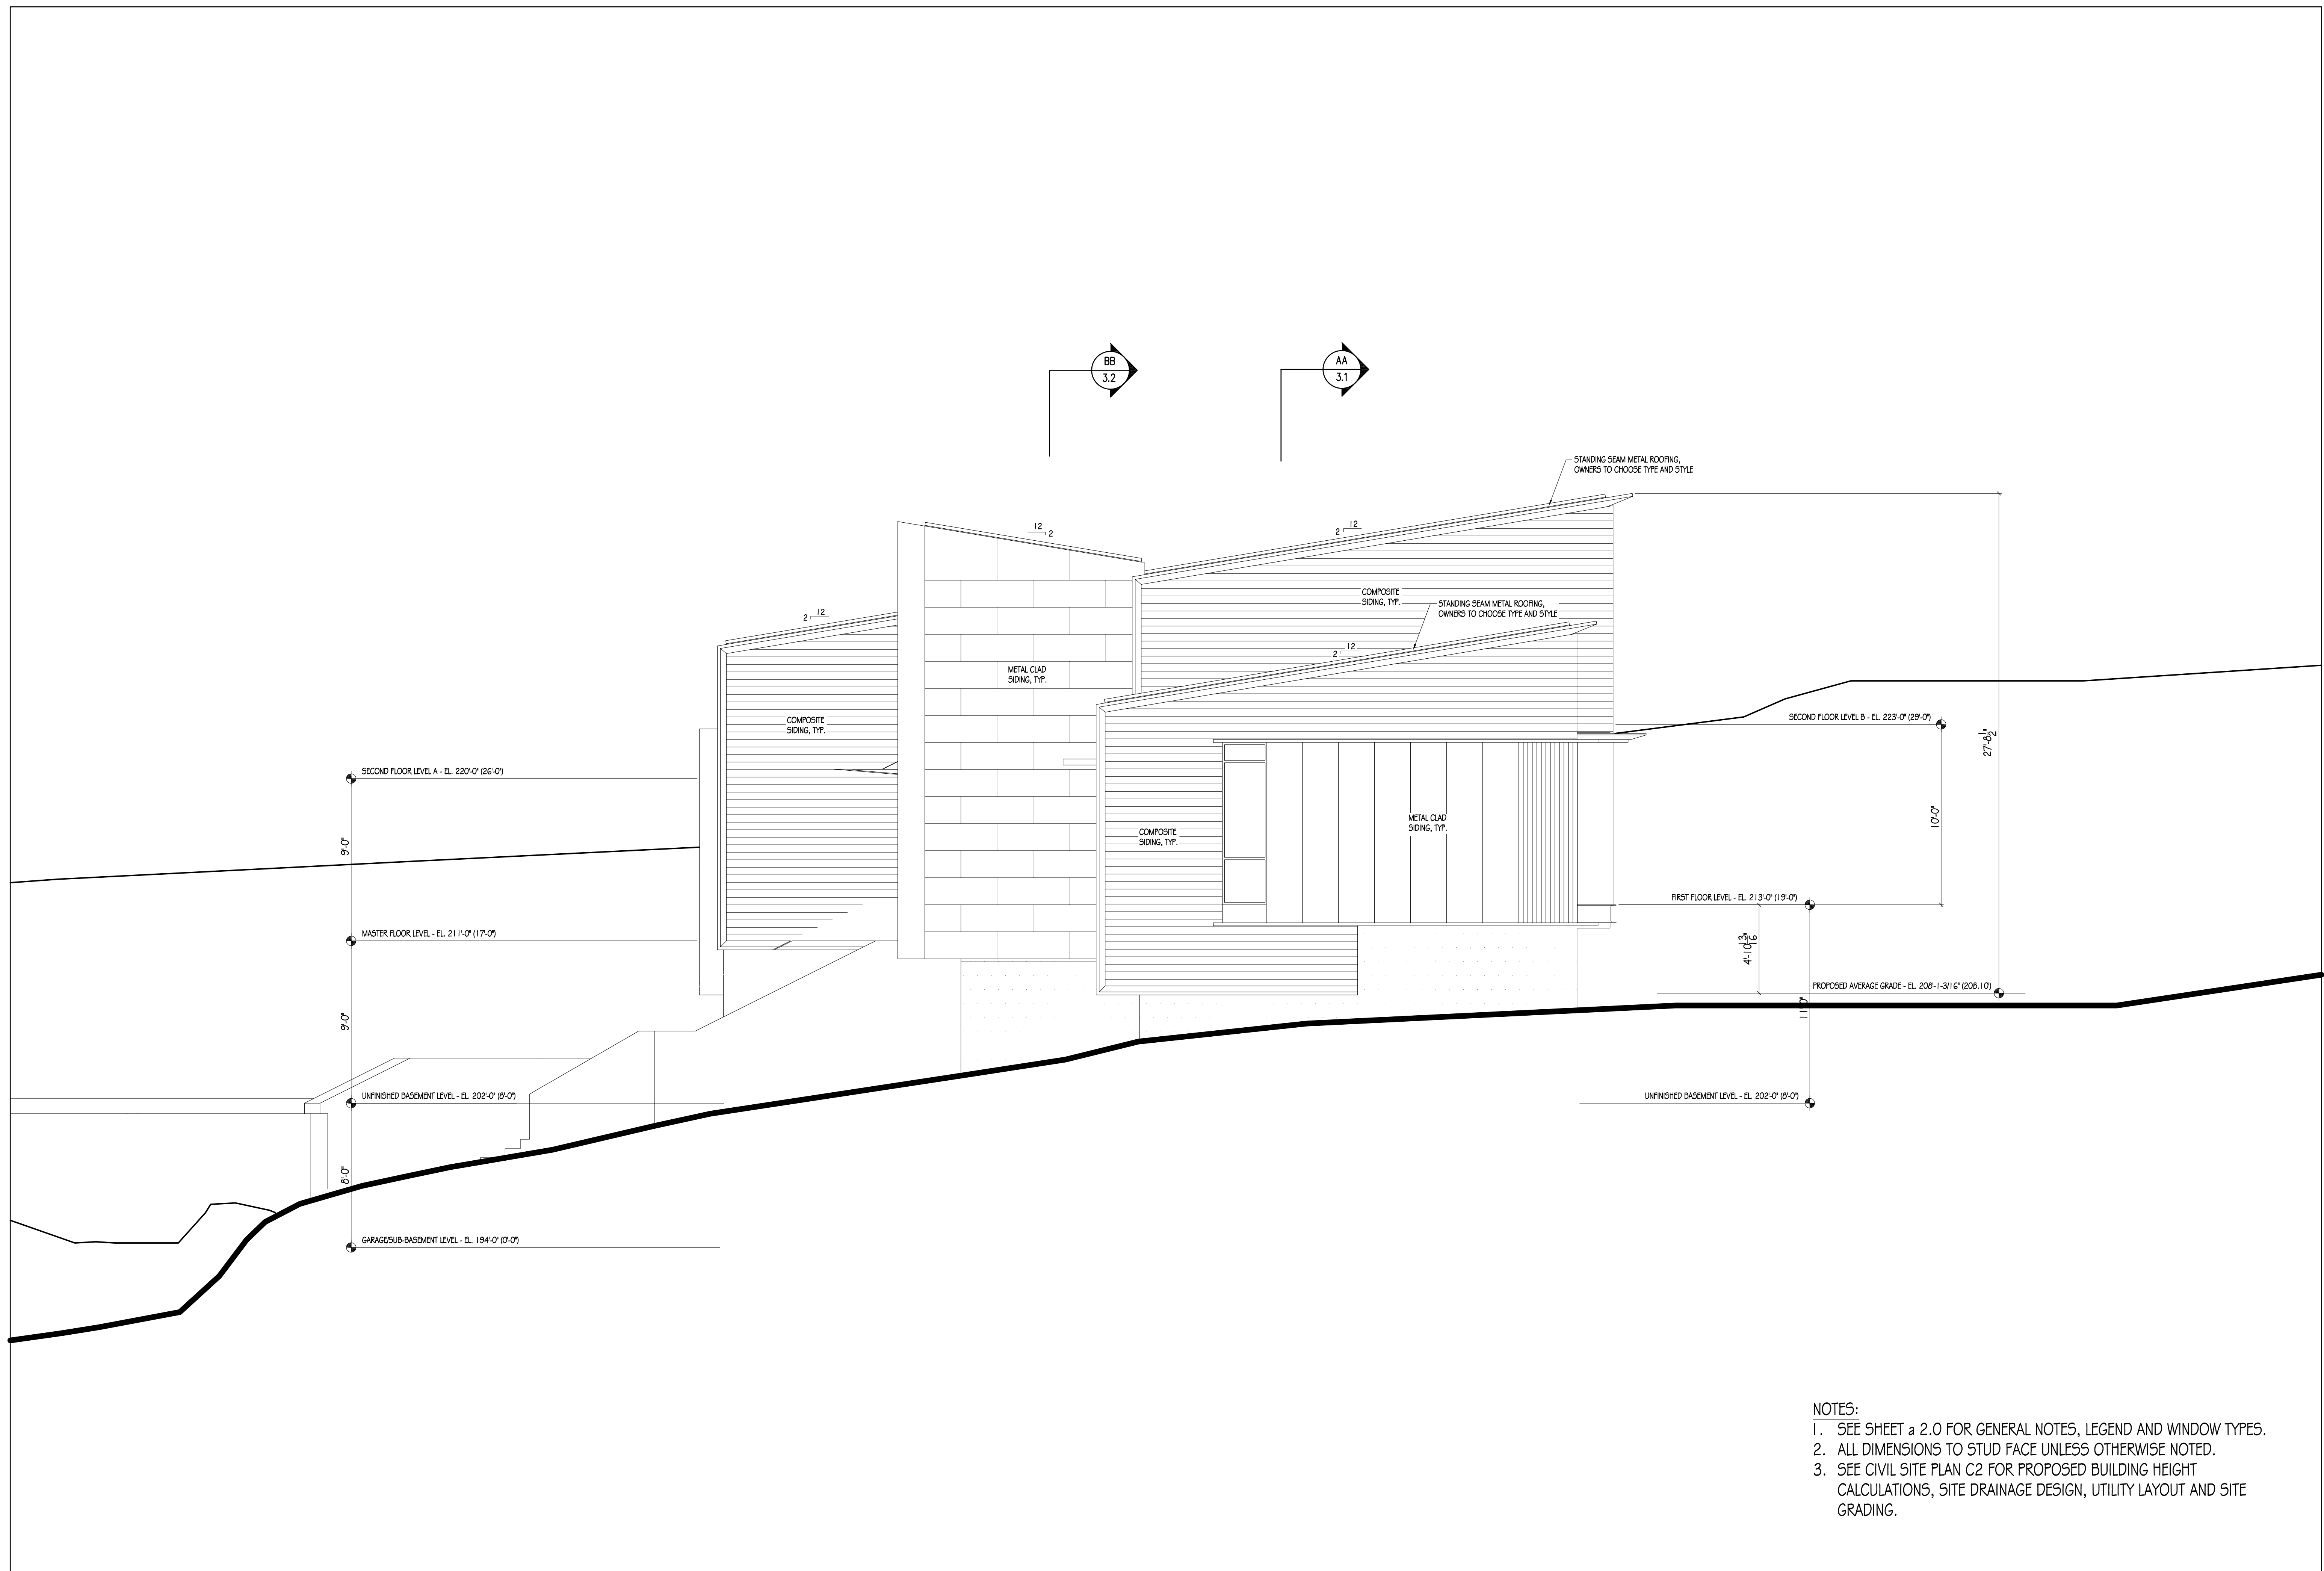 BB
3.2
AA
3.1
STANDING SEAM METAL ROOFING,
OWNERS TO CHOOSE TYPE AND STYLE
12
2
12
2
COMPOSITE
SIDING, TYP.
STANDING SEAM METAL ROOFING,
OWNERS TO CHOOSE TYPE AND STYLE
12
2
12
2
METAL CLAD
SIDING, TYP.
COMPOSITE
SIDING, TYP.
SECOND FLOOR LEVEL B - EL. 223'-0" (29'-0")
27'-8 1/2"
SECOND FLOOR LEVEL A - EL. 220'-0" (26'-0")
10'-0"
METAL CLAD
SIDING, TYP.
COMPOSITE
SIDING, TYP.
9'-0"
FIRST FLOOR LEVEL - EL. 213'-0" (19'-0")
MASTER FLOOR LEVEL - EL. 211'-0" (17'-0")
4'-10 13/16"
PROPOSED AVERAGE GRADE - EL. 208'-1-3/16" (208.10')
11'-0"
9'-0"
UNFINISHED BASEMENT LEVEL - EL. 202'-0" (8'-0")
UNFINISHED BASEMENT LEVEL - EL. 202'-0" (8'-0")
8'-0"
GARAGE/SUB-BASEMENT LEVEL - EL. 194'-0" (0'-0")
NOTES:
1. SEE SHEET a 2.0 FOR GENERAL NOTES, LEGEND AND WINDOW TYPES.
2. ALL DIMENSIONS TO STUD FACE UNLESS OTHERWISE NOTED.
3. SEE CIVIL SITE PLAN C2 FOR PROPOSED BUILDING HEIGHT
CALCULATIONS, SITE DRAINAGE DESIGN, UTILITY LAYOUT AND SITE
GRADING.